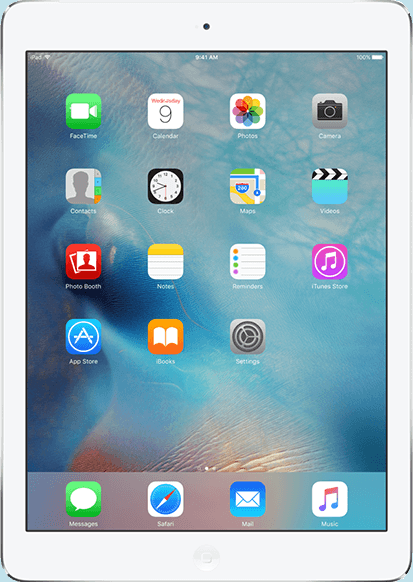 iPad 9:41 AM 100%
Wednesday
9
FaceTime Calendar Photos Camera
280
Contacts Clock Maps Videos
Photo Booth Notes Reminders iTunes Store
App Store iBooks Settings
Messages Safari Mail Music